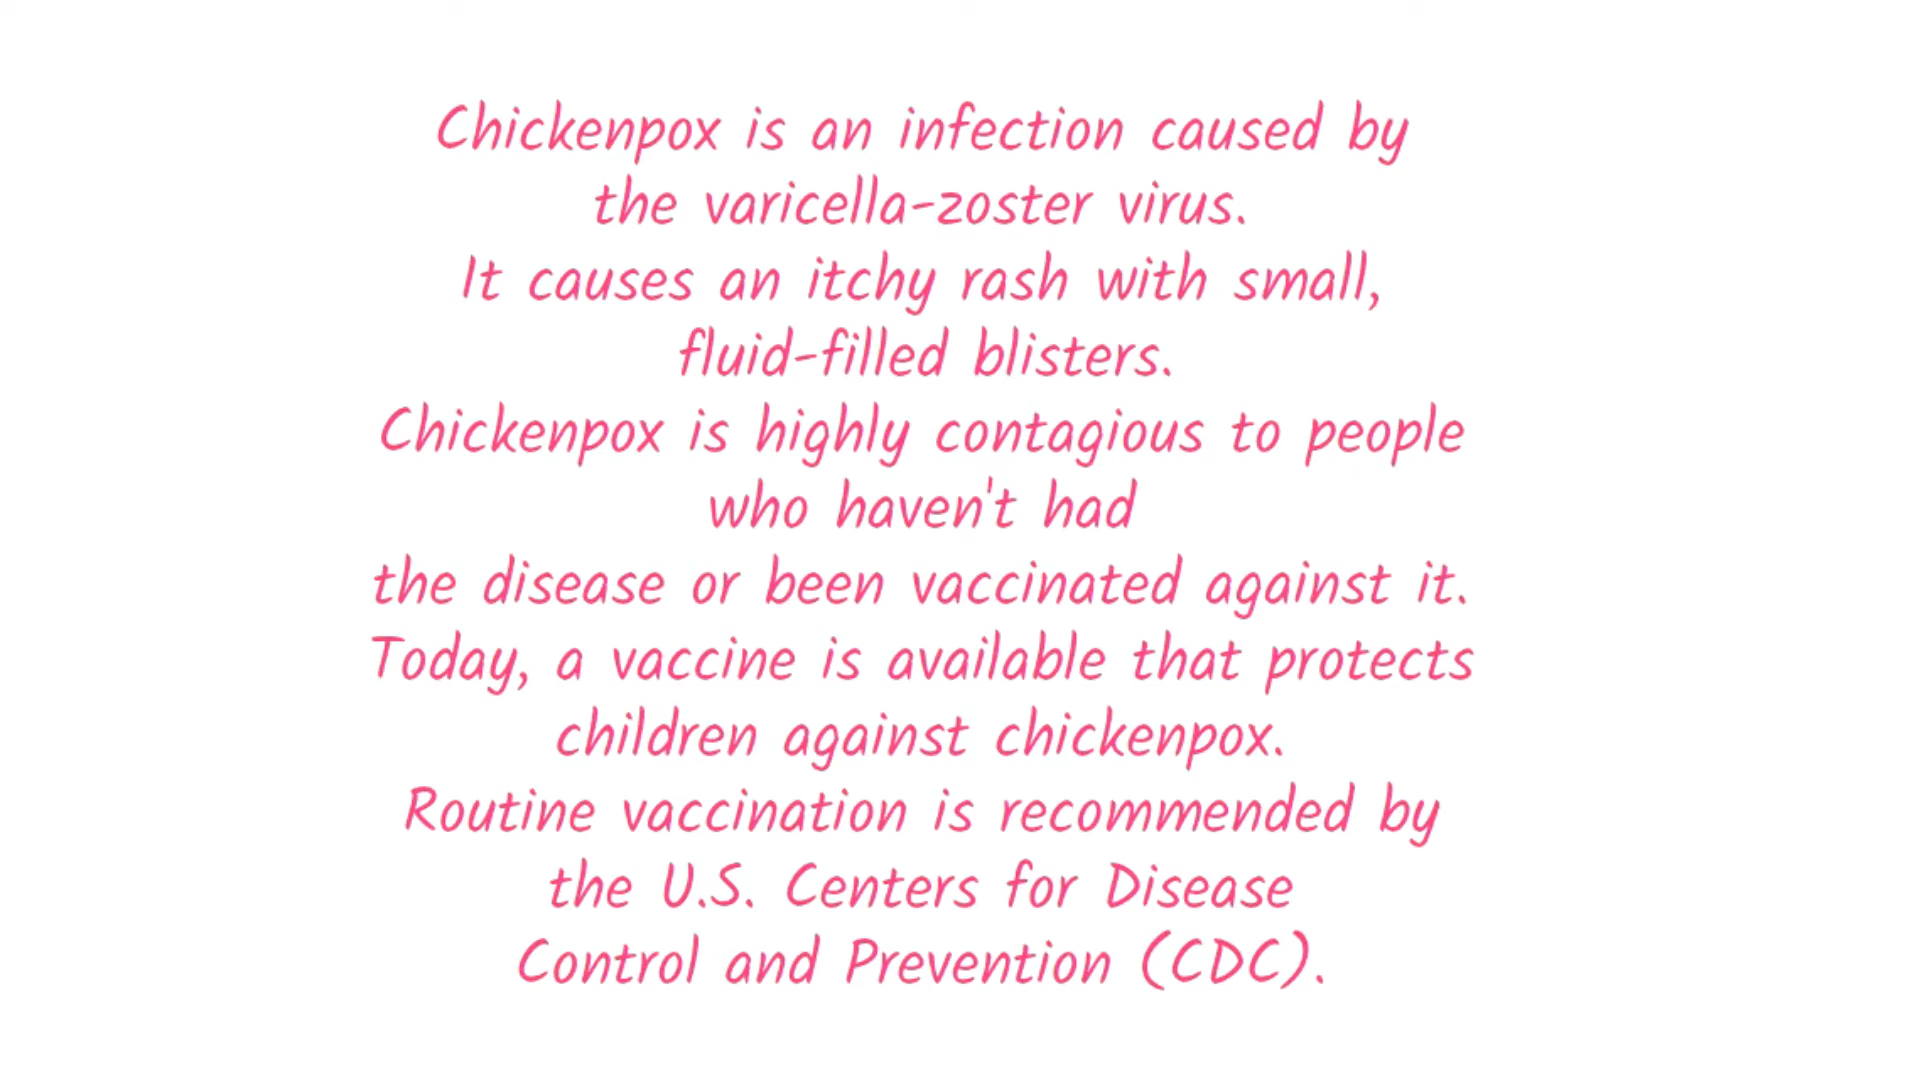 Chickenpox is an infection caused by
the varicella-zoster virus.
It causes an itchy rash with small,
fluid-filled blisters.
Chickenpox is highly contagious to people
who haven't had
the disease or been vaccinated against it.
Today, a vaccine is available that protects
children against chickenpox.
Routine vaccination is recommended by
the U.S. Centers for Disease
Control and Prevention (CDC).